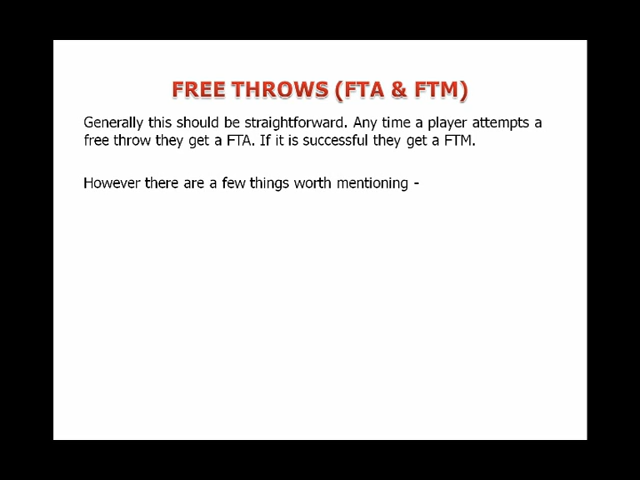 FREE THROWS (FTA & FTM)
Generally this should be straightforward. Any time a player attempts a
free throw they get a FTA. If it is successful they get a FTM.
However there are a few things worth mentioning -